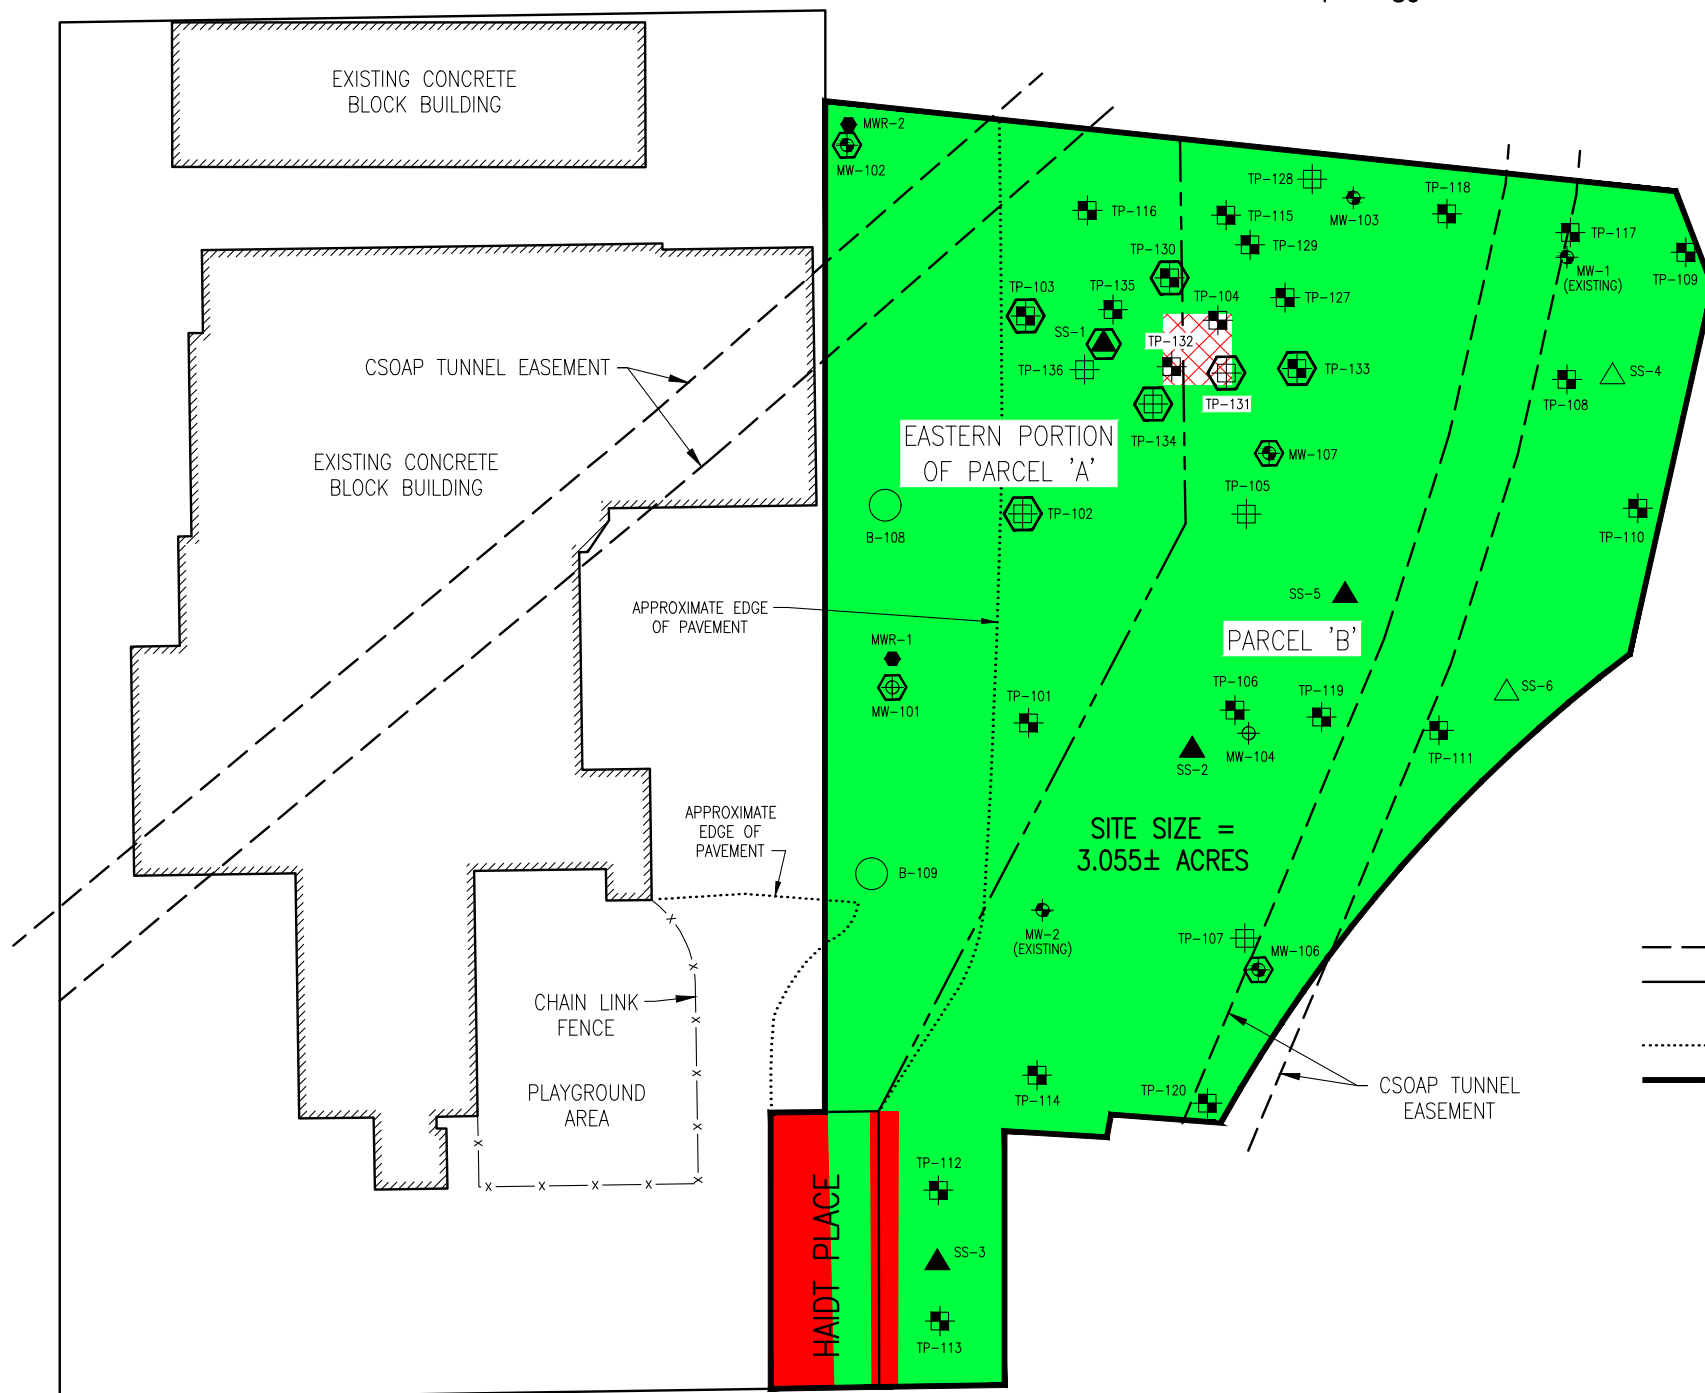 EXISTING CONCRETE
BLOCK BUILDING
MWR-2
MW-102
TP-128
MW-103
TP-118
TP-116
TP-115
TP-129
TP-117
MW-1
(EXISTING)
TP-109
TP-130
TP-103
TP-135
TP-104
TP-127
SS-1
TP-132
TP-136
TP-133
TP-131
TP-134
SS-4
TP-108
CSOAP TUNNEL EASEMENT
EXISTING CONCRETE
BLOCK BUILDING
EASTERN PORTION
OF PARCEL 'A'
MW-107
TP-105
TP-102
B-108
TP-110
APPROXIMATE EDGE
OF PAVEMENT
SS-5
PARCEL 'B'
MWR-1
MW-101
TP-101
TP-106
TP-119
SS-6
MW-104
SS-2
TP-111
APPROXIMATE
EDGE OF
PAVEMENT
SITE SIZE =
3.055± ACRES
B-109
MW-2
(EXISTING)
TP-107
MW-106
CHAIN LINK
FENCE
PLAYGROUND
AREA
TP-114
TP-120
CSOAP TUNNEL
EASEMENT
TP-112
HAIDT PLACE
SS-3
TP-113